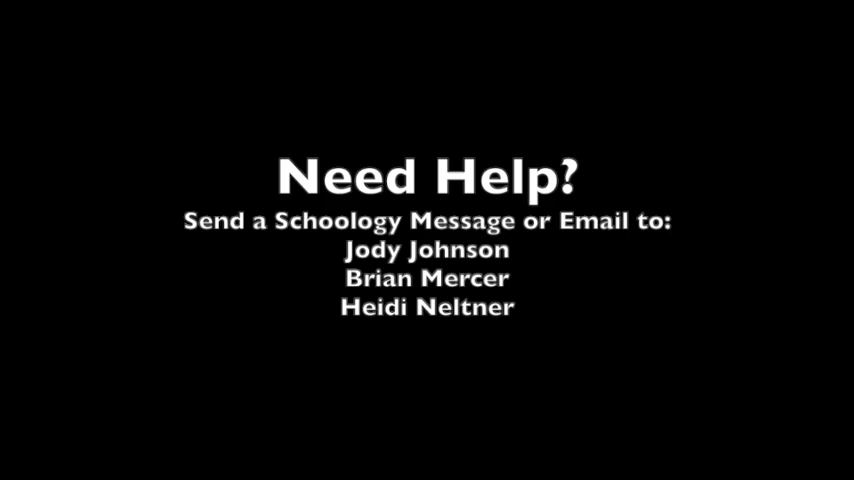 Need Help?
Send a Schoology Message or Email to:
Jody Johnson
Brian Mercer
Heidi Neltner